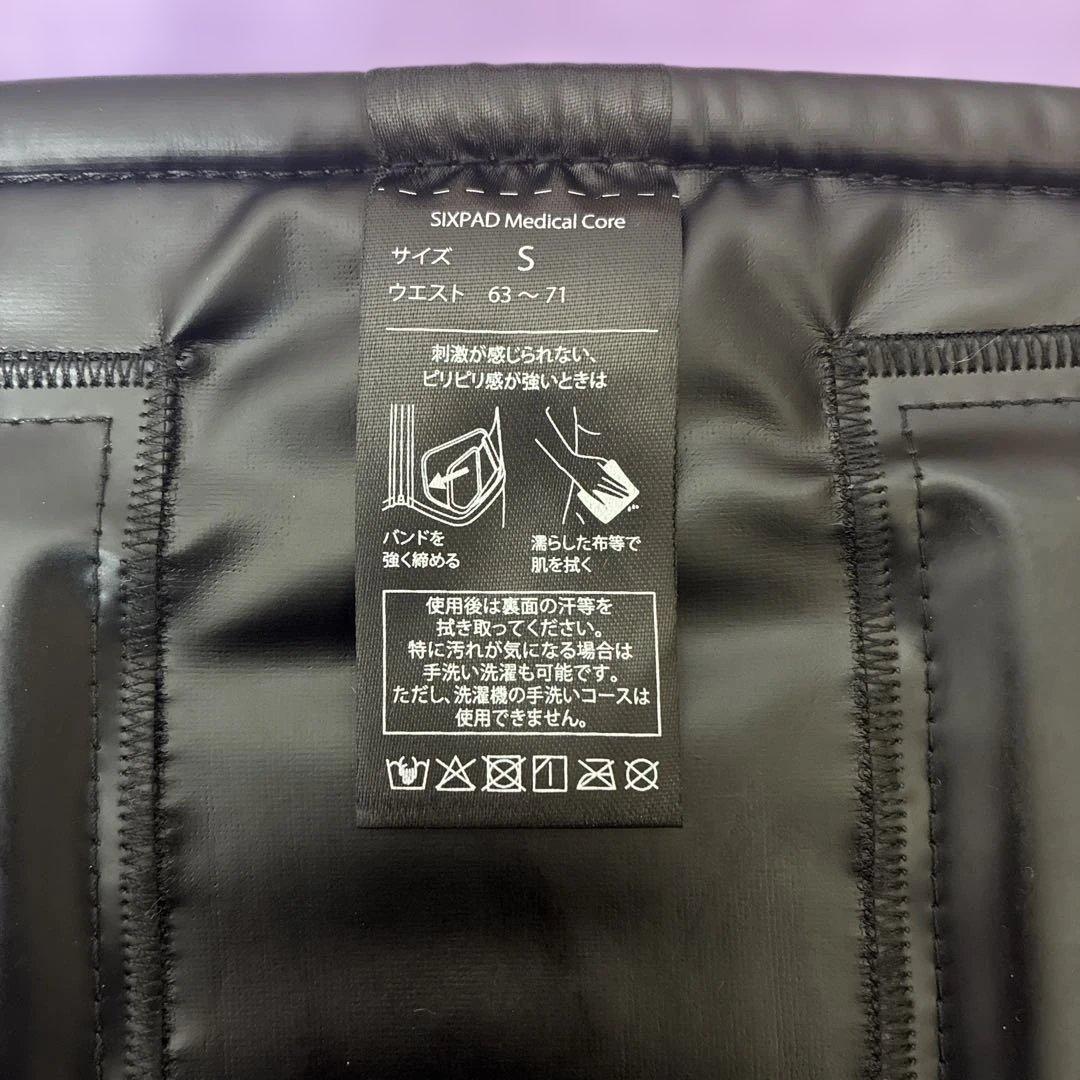 SIXPAD Medical Core
サイズ S
ウエスト 63～71
刺激が感じられない、
ピリピリ感が強いときは
バンドを
強く締める
濡らした布等で
肌を拭く
使用後は裏面の汗等を
拭き取ってください。
特に汚れが気になる場合は
手洗い洗濯も可能です。
ただし、洗濯機の手洗いコースは
使用できません。